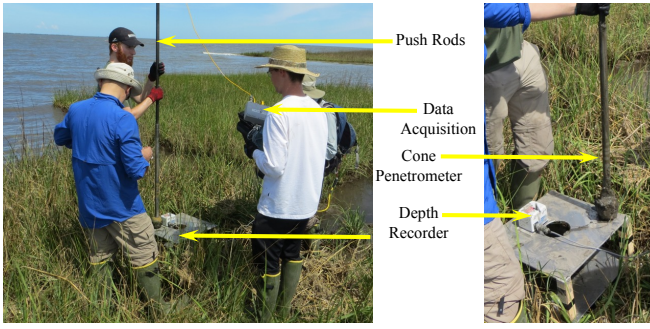 Push Rods
Data
Acquisition
Cone
Penetrometer
Depth
Recorder